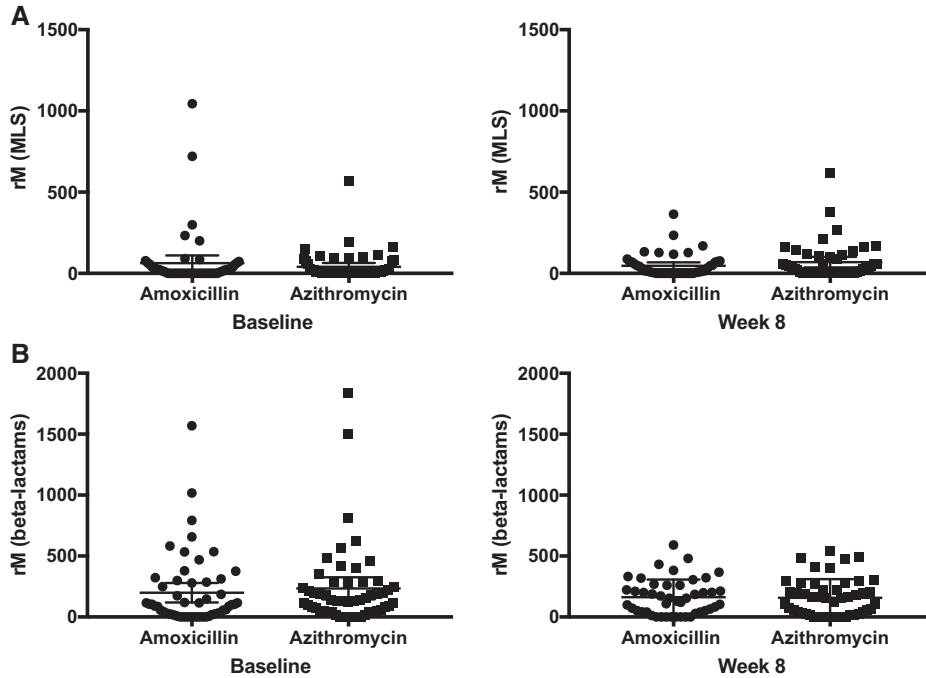 A
rM (MLS)
1500
1000
500
0
Amoxicillin Azithromycin
Baseline
rM (MLS)
1500
1000
500
0
Amoxicillin Azithromycin
Week 8
B
rM (beta-lactams)
2000
1500
1000
500
0
Amoxicillin Azithromycin
Baseline
rM (beta-lactams)
2000
1500
1000
500
0
Amoxicillin Azithromycin
Week 8